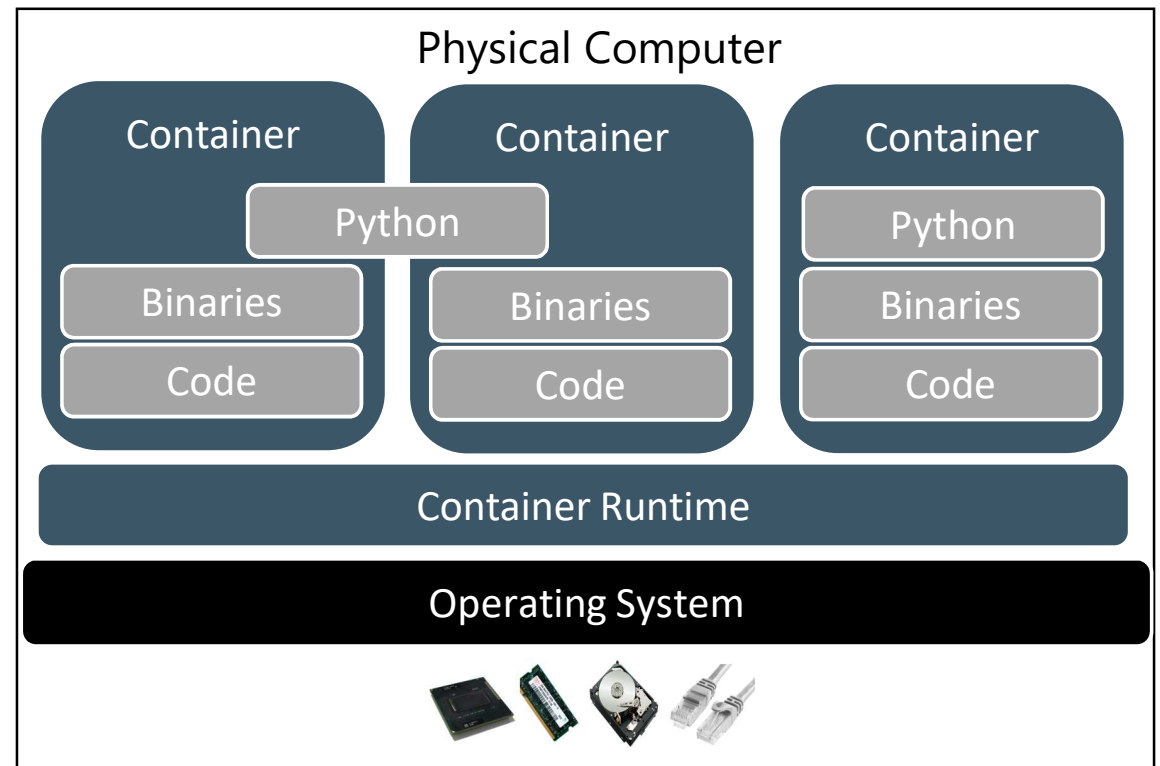 Physical Computer
Container
Container
Container
Python
Python
Binaries
Binaries
Binaries
Code
Code
Code
Container Runtime
Operating System